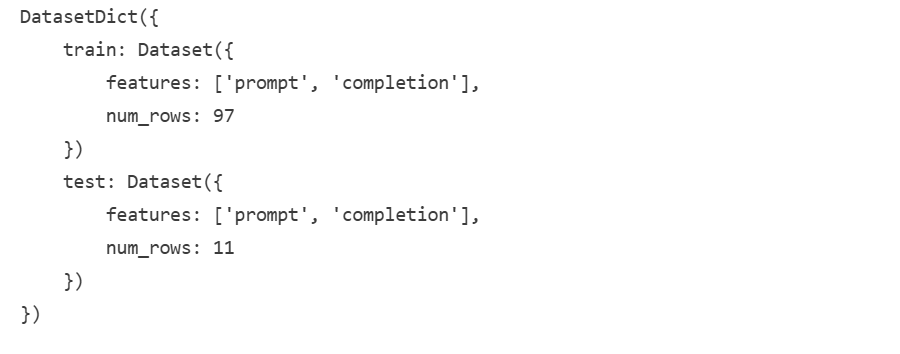 DatasetDict({
    train: Dataset({
        features: ['prompt', 'completion'],
        num_rows: 97
    })
    test: Dataset({
        features: ['prompt', 'completion'],
        num_rows: 11
    })
})